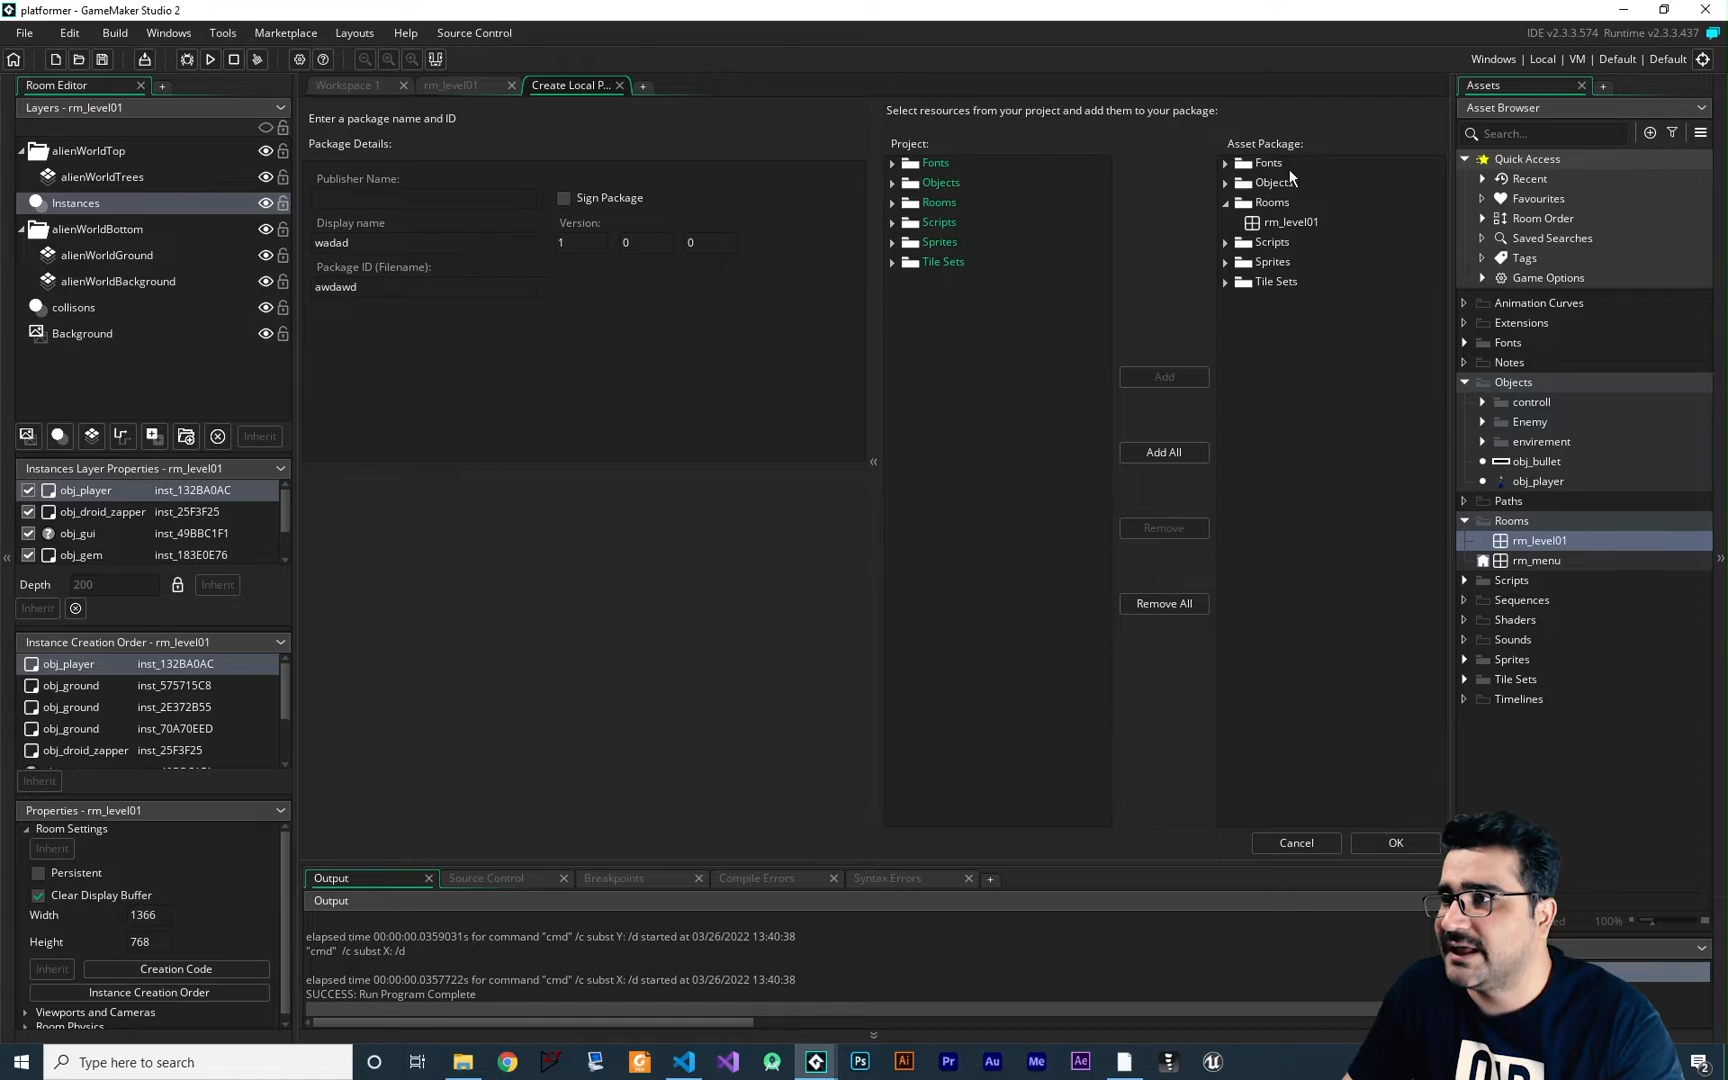 platformer - GameMaker Studio 2
File Edit Build Windows Tools Marketplace Layouts Help Source Control
IDE v2.3.3.574 Runtime v2.3.3.437
Windows | Local | VM | Default | Default
Room Editor
Layers - rm_level01
alienWorldTop
alienWorldTrees
Instances
alienWorldBottom
alienWorldGround
alienWorldBackground
collisons
Background
Inherit
Instances Layer Properties - rm_level01
obj_player inst_132BA0AC
obj_droid_zapper inst_25F3F25
obj_gui inst_49BBC1F1
obj_gem inst_183E0E76
Depth 200 Inherit
Inherit
Instance Creation Order - rm_level01
obj_player inst_132BA0AC
obj_ground inst_575715C8
obj_ground inst_2E372B55
obj_ground inst_70A70EED
obj_droid_zapper inst_25F3F25
Inherit
Properties - rm_level01
Room Settings
Inherit
Persistent
Clear Display Buffer
Width 1366
Height 768
Inherit Creation Code
Instance Creation Order
Viewports and Cameras
Room Physics
Workspace 1 rm_level01 Create Local P...
Enter a package name and ID
Package Details:
Publisher Name:
Sign Package
Display name Version:
wadad 1 0 0
Package ID (Filename):
awdawd
Select resources from your project and add them to your package:
Project:
Fonts
Objects
Rooms
Scripts
Sprites
Tile Sets
Add
Add All
Remove
Remove All
Asset Package:
Fonts
Objects
Rooms
rm_level01
Scripts
Sprites
Tile Sets
Cancel OK
Output Source Control Breakpoints Compile Errors Syntax Errors
Output
elapsed time 00:00:00.0359031s for command "cmd" /c subst Y: /d started at 03/26/2022 13:40:38
"cmd" /c subst X: /d
elapsed time 00:00:00.0357722s for command "cmd" /c subst X: /d started at 03/26/2022 13:40:38
SUCCESS: Run Program Complete
Assets
Asset Browser
Search...
Quick Access
Recent
Favourites
Room Order
Saved Searches
Tags
Game Options
Animation Curves
Extensions
Fonts
Notes
Objects
controll
Enemy
envirement
obj_bullet
obj_player
Paths
Rooms
rm_level01
rm_menu
Scripts
Sequences
Shaders
Sounds
Sprites
Tile Sets
Timelines
100%
Type here to search
Ps Ai Pr Au Me Ae
2